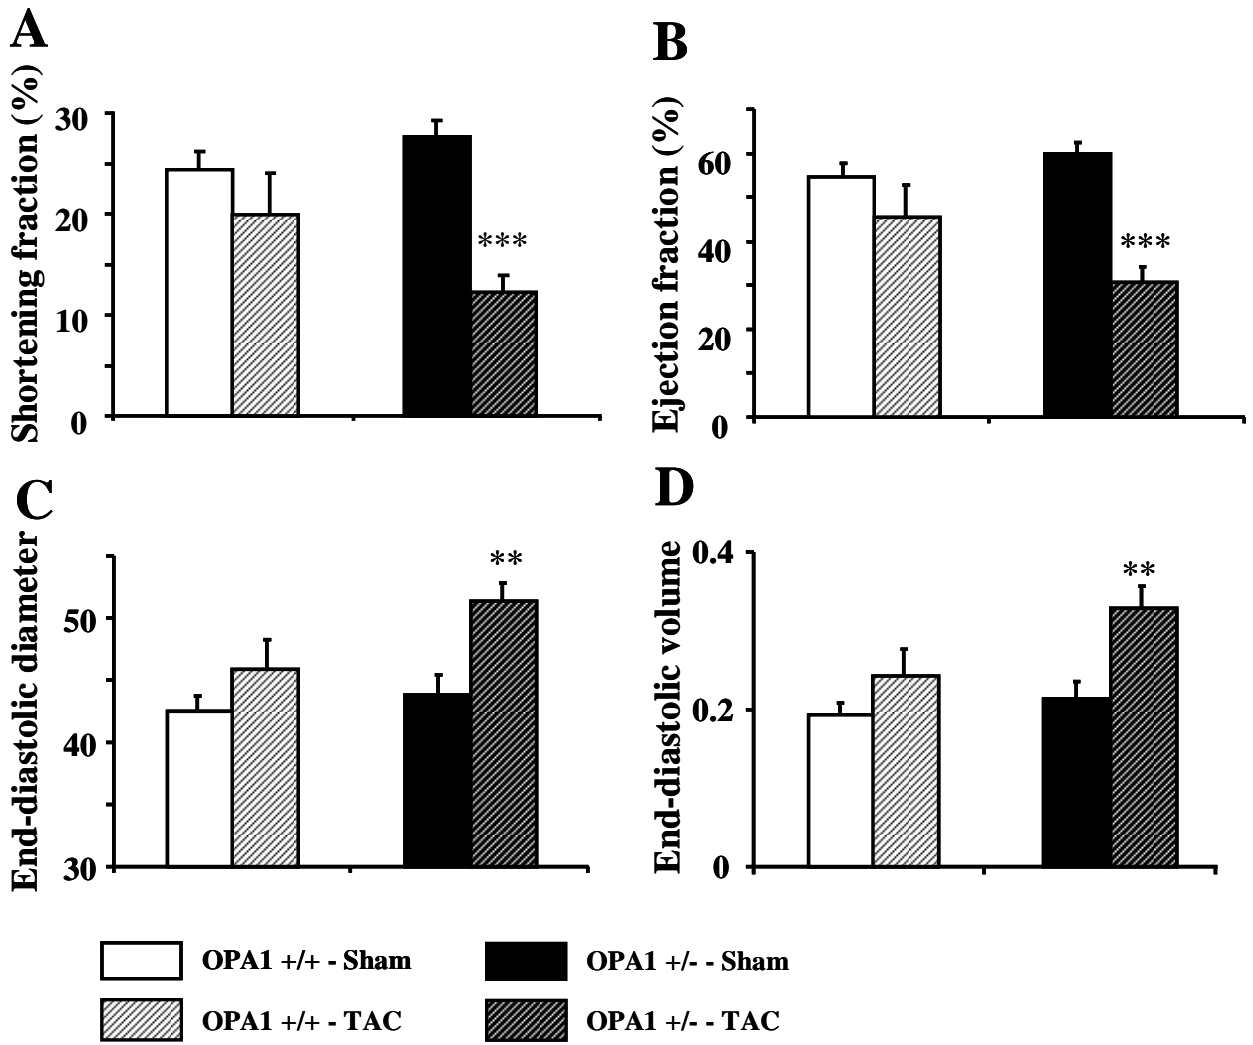 A
Shortening fraction (%)
30
20
10
0
***
B
Ejection fraction (%)
60
40
20
0
***
C
End-diastolic diameter
50
40
30
**
D
End-diastolic volume
0.4
0.2
0
**
OPA1 +/+ - Sham
OPA1 +/- - Sham
OPA1 +/+ - TAC
OPA1 +/- - TAC